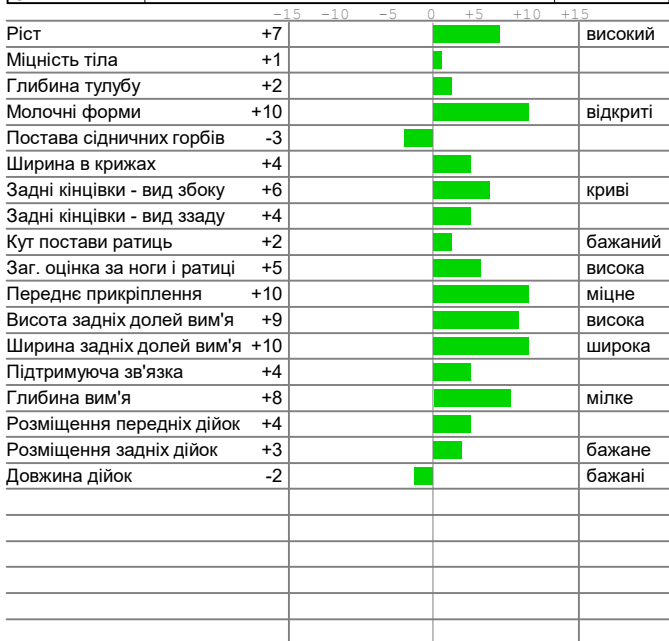 -15 -10 -5 0 +5 +10 +15
Ріст +7 високий
Міцність тіла +1
Глибина тулубу +2
Молочні форми +10 відкриті
Постава сідничних горбів -3
Ширина в крижах +4
Задні кінцівки - вид збоку +6 криві
Задні кінцівки - вид ззаду +4
Кут постави ратиць +2 бажаний
Заг. оцінка за ноги і ратиці +5 висока
Переднє прикріплення +10 міцне
Висота задніх долей вим'я +9 висока
Ширина задніх долей вим'я +10 широка
Підтримуюча зв'язка +4
Глибина вим'я +8 мілке
Розміщення передніх дійок +4
Розміщення задніх дійок +3 бажане
Довжина дійок -2 бажані